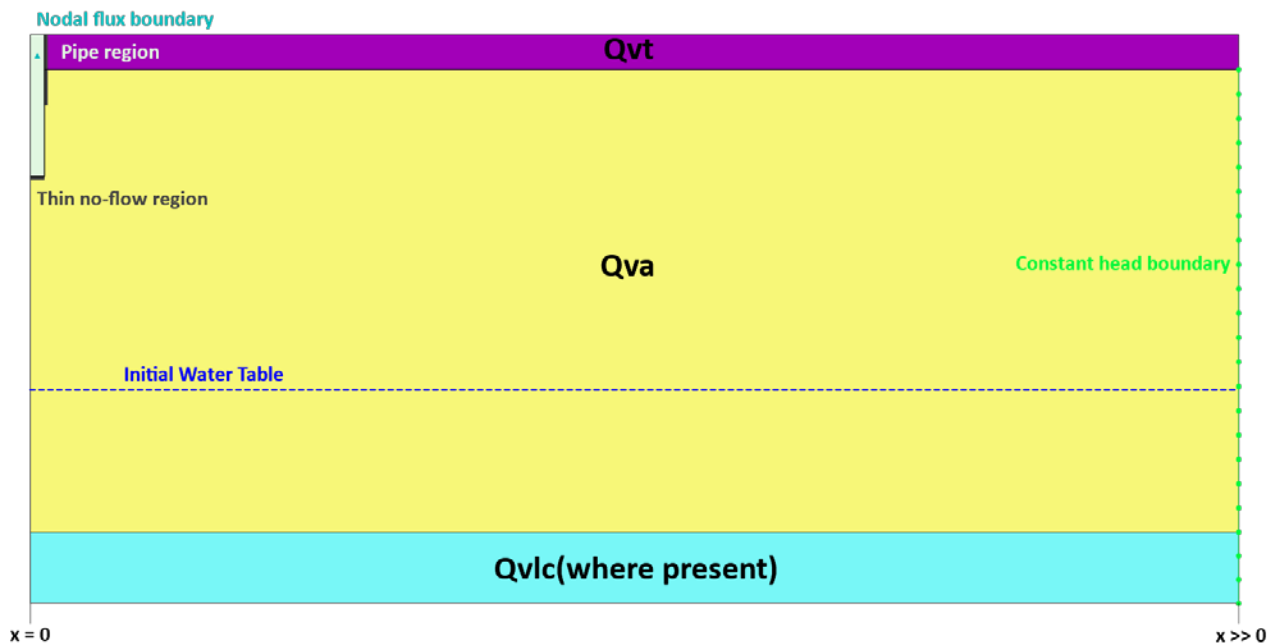 Nodal flux boundary
Pipe region
Qvt
Thin no-flow region
Qva
Constant head boundary
Initial Water Table
Qvlc(where present)
x = 0
x >> 0